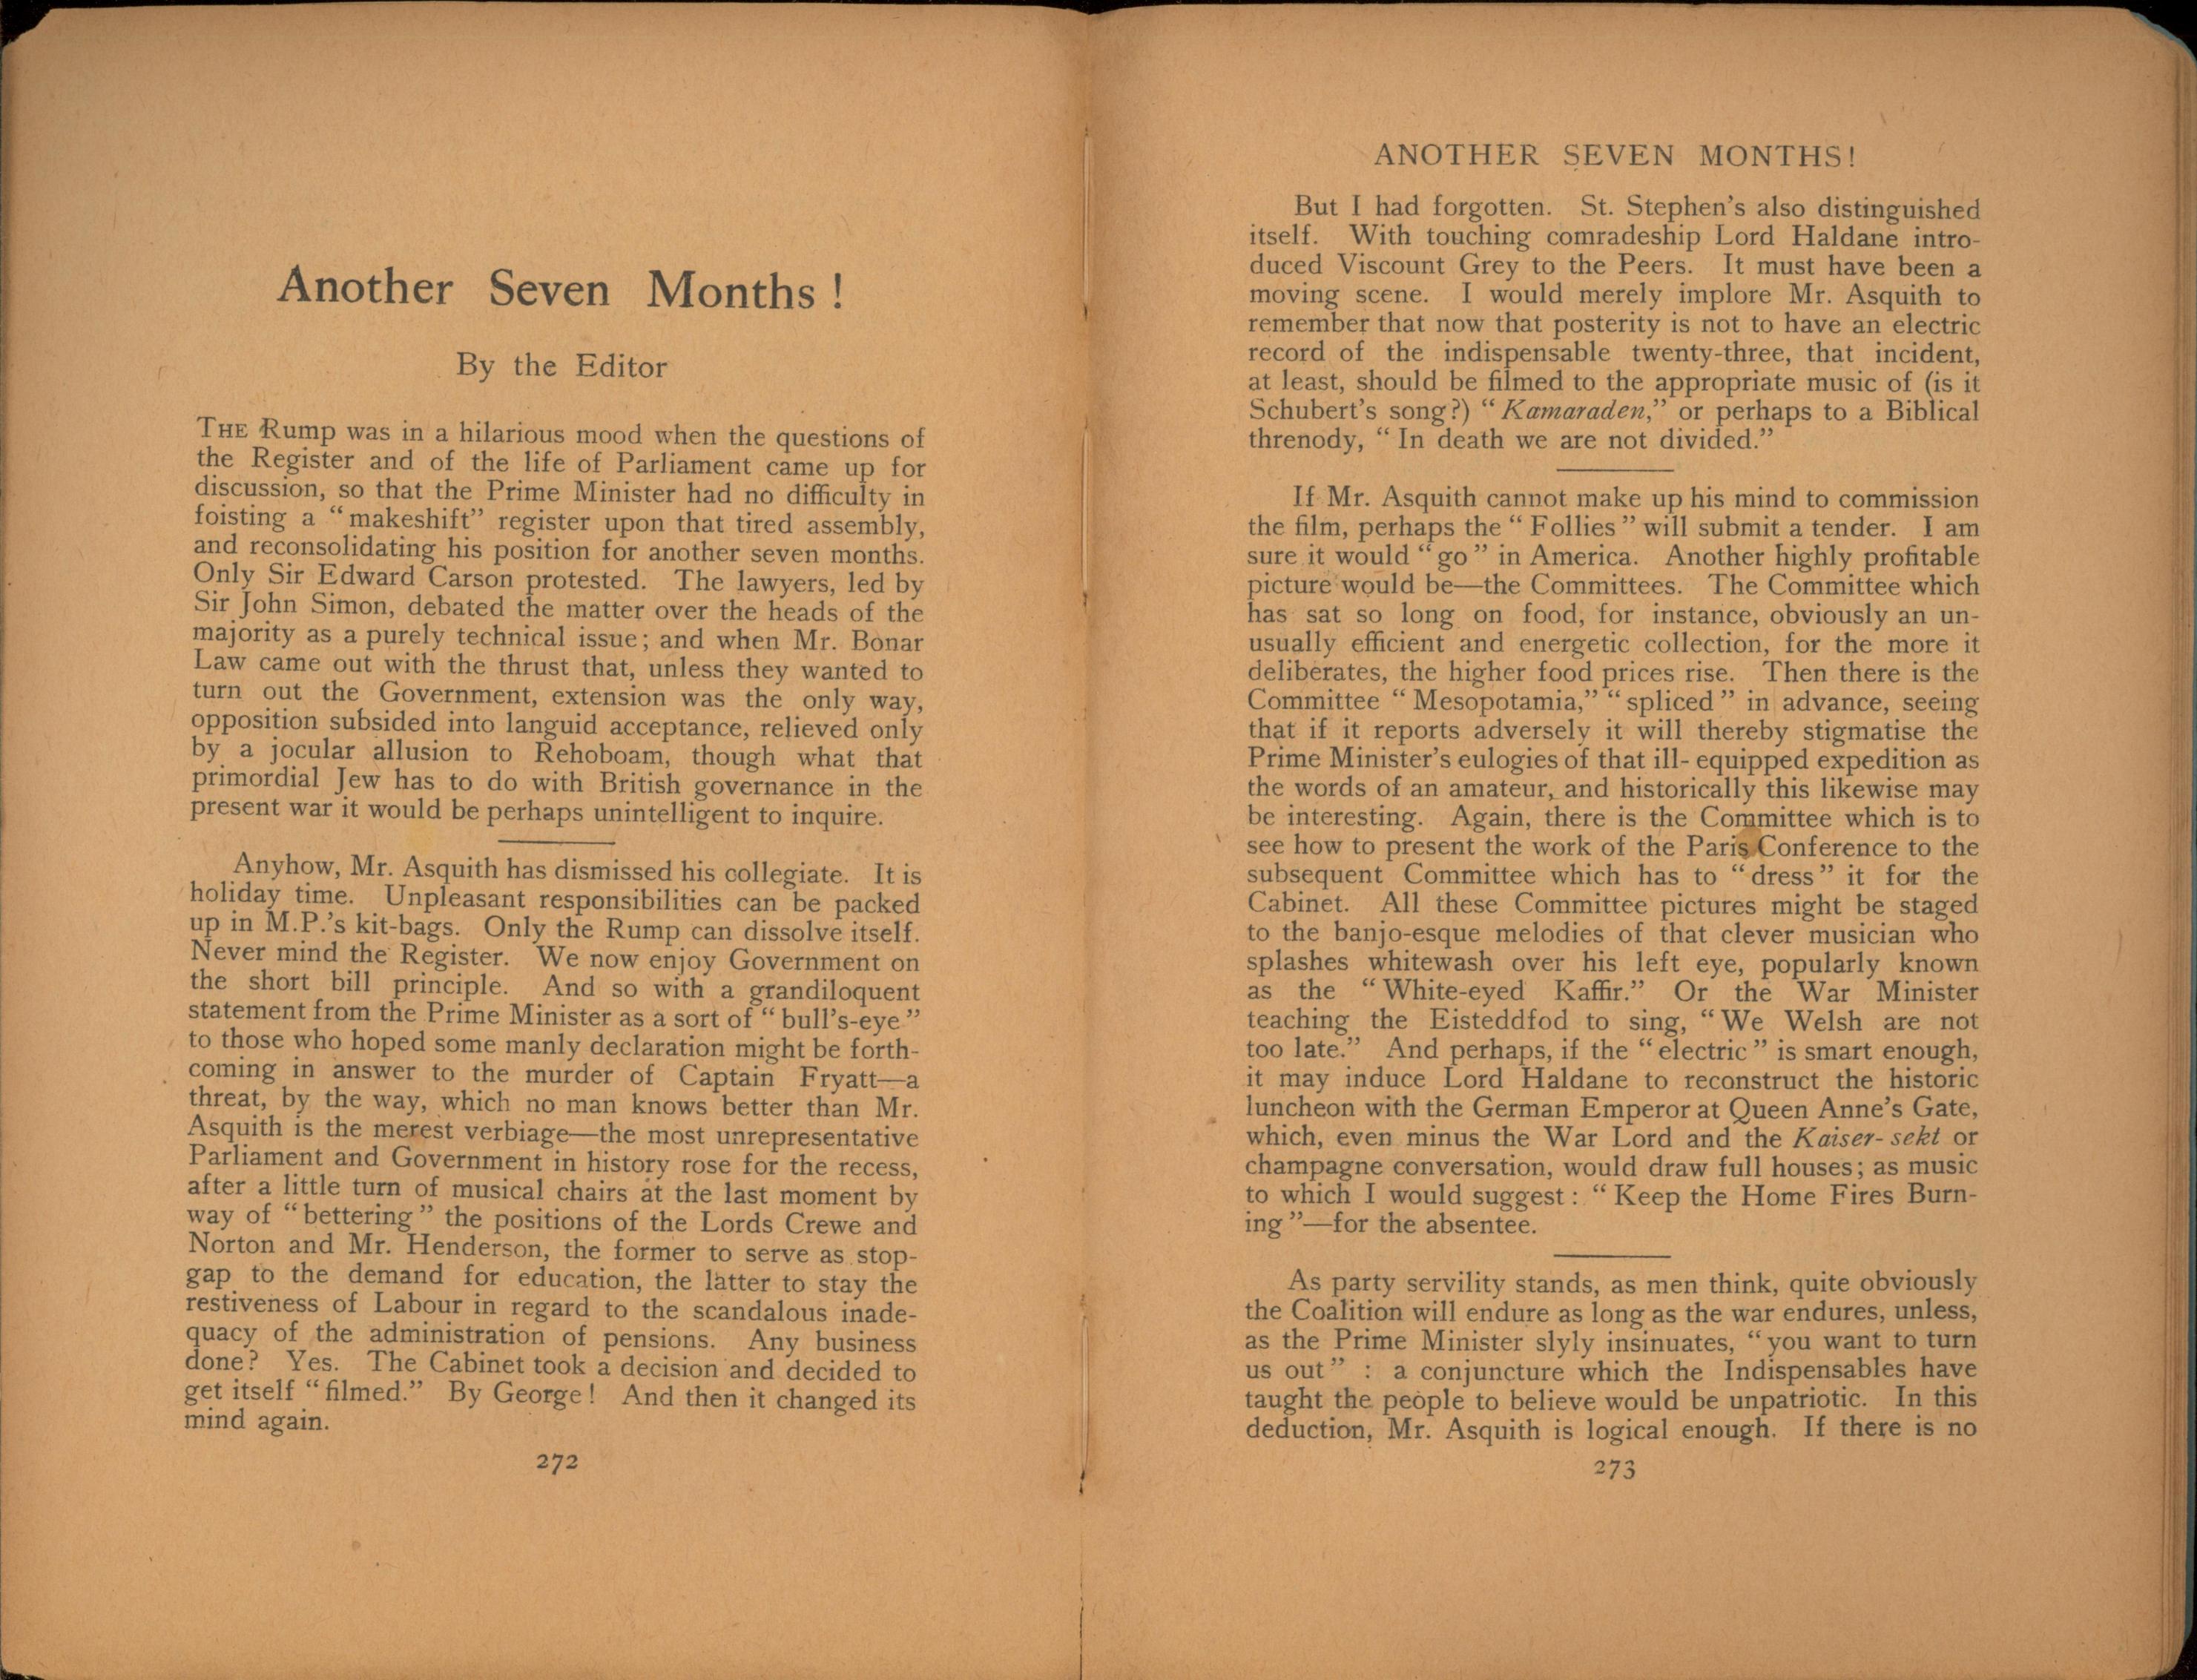 Another Seven Months !
By the Editor
THE Rump was in a hilarious mood when the questions of
the Register and of the life of Parliament came up for
discussion, so that the Prime Minister had no difficulty in
foisting a “makeshift” register upon that tired assembly,
and reconsolidating his position for another seven months.
Only Sir Edward Carson protested. The lawyers, led by
Sir John Simon, debated the matter over the heads of the
majority as a purely technical issue; and when Mr. Bonar
Law came out with the thrust that, unless they wanted to
turn out the Government, extension was the only way,
opposition subsided into languid acceptance, relieved only
by a jocular allusion to Rehoboam, though what that
primordial Jew has to do with British governance in the
present war it would be perhaps unintelligent to inquire.
Anyhow, Mr. Asquith has dismissed his collegiate. It is
holiday time. Unpleasant responsibilities can be packed
up in M.P.’s kit-bags. Only the Rump can dissolve itself.
Never mind the Register. We now enjoy Government on
the short bill principle. And so with a grandiloquent
statement from the Prime Minister as a sort of “bull’s-eye”
to those who hoped some manly declaration might be forth-
coming in answer to the murder of Captain Fryatt—a
threat, by the way, which no man knows better than Mr.
Asquith is the merest verbiage—the most unrepresentative
Parliament and Government in history rose for the recess,
after a little turn of musical chairs at the last moment by
way of “bettering” the positions of the Lords Crewe and
Norton and Mr. Henderson, the former to serve as stop-
gap to the demand for education, the latter to stay the
restiveness of Labour in regard to the scandalous inade-
quacy of the administration of pensions. Any business
done? Yes. The Cabinet took a decision and decided to
get itself “filmed.” By George! And then it changed its
mind again.
272
ANOTHER SEVEN MONTHS!
But I had forgotten. St. Stephen’s also distinguished
itself. With touching comradeship Lord Haldane intro-
duced Viscount Grey to the Peers. It must have been a
moving scene. I would merely implore Mr. Asquith to
remember that now that posterity is not to have an electric
record of the indispensable twenty-three, that incident,
at least, should be filmed to the appropriate music of (is it
Schubert’s song?) “Kamaraden,” or perhaps to a Biblical
threnody, “In death we are not divided.”
If Mr. Asquith cannot make up his mind to commission
the film, perhaps the “Follies” will submit a tender. I am
sure it would “go” in America. Another highly profitable
picture would be—the Committees. The Committee which
has sat so long on food, for instance, obviously an un-
usually efficient and energetic collection, for the more it
deliberates, the higher food prices rise. Then there is the
Committee “Mesopotamia,” “spliced” in advance, seeing
that if it reports adversely it will thereby stigmatise the
Prime Minister’s eulogies of that ill- equipped expedition as
the words of an amateur, and historically this likewise may
be interesting. Again, there is the Committee which is to
see how to present the work of the Paris Conference to the
subsequent Committee which has to “dress” it for the
Cabinet. All these Committee pictures might be staged
to the banjo-esque melodies of that clever musician who
splashes whitewash over his left eye, popularly known
as the “White-eyed Kaffir.” Or the War Minister
teaching the Eisteddfod to sing, “We Welsh are not
too late.” And perhaps, if the “electric” is smart enough,
it may induce Lord Haldane to reconstruct the historic
luncheon with the German Emperor at Queen Anne’s Gate,
which, even minus the War Lord and the Kaiser- sekt or
champagne conversation, would draw full houses; as music
to which I would suggest: “Keep the Home Fires Burn-
ing”—for the absentee.
As party servility stands, as men think, quite obviously
the Coalition will endure as long as the war endures, unless,
as the Prime Minister slyly insinuates, “you want to turn
us out” : a conjuncture which the Indispensables have
taught the people to believe would be unpatriotic. In this
deduction, Mr. Asquith is logical enough. If there is no
273